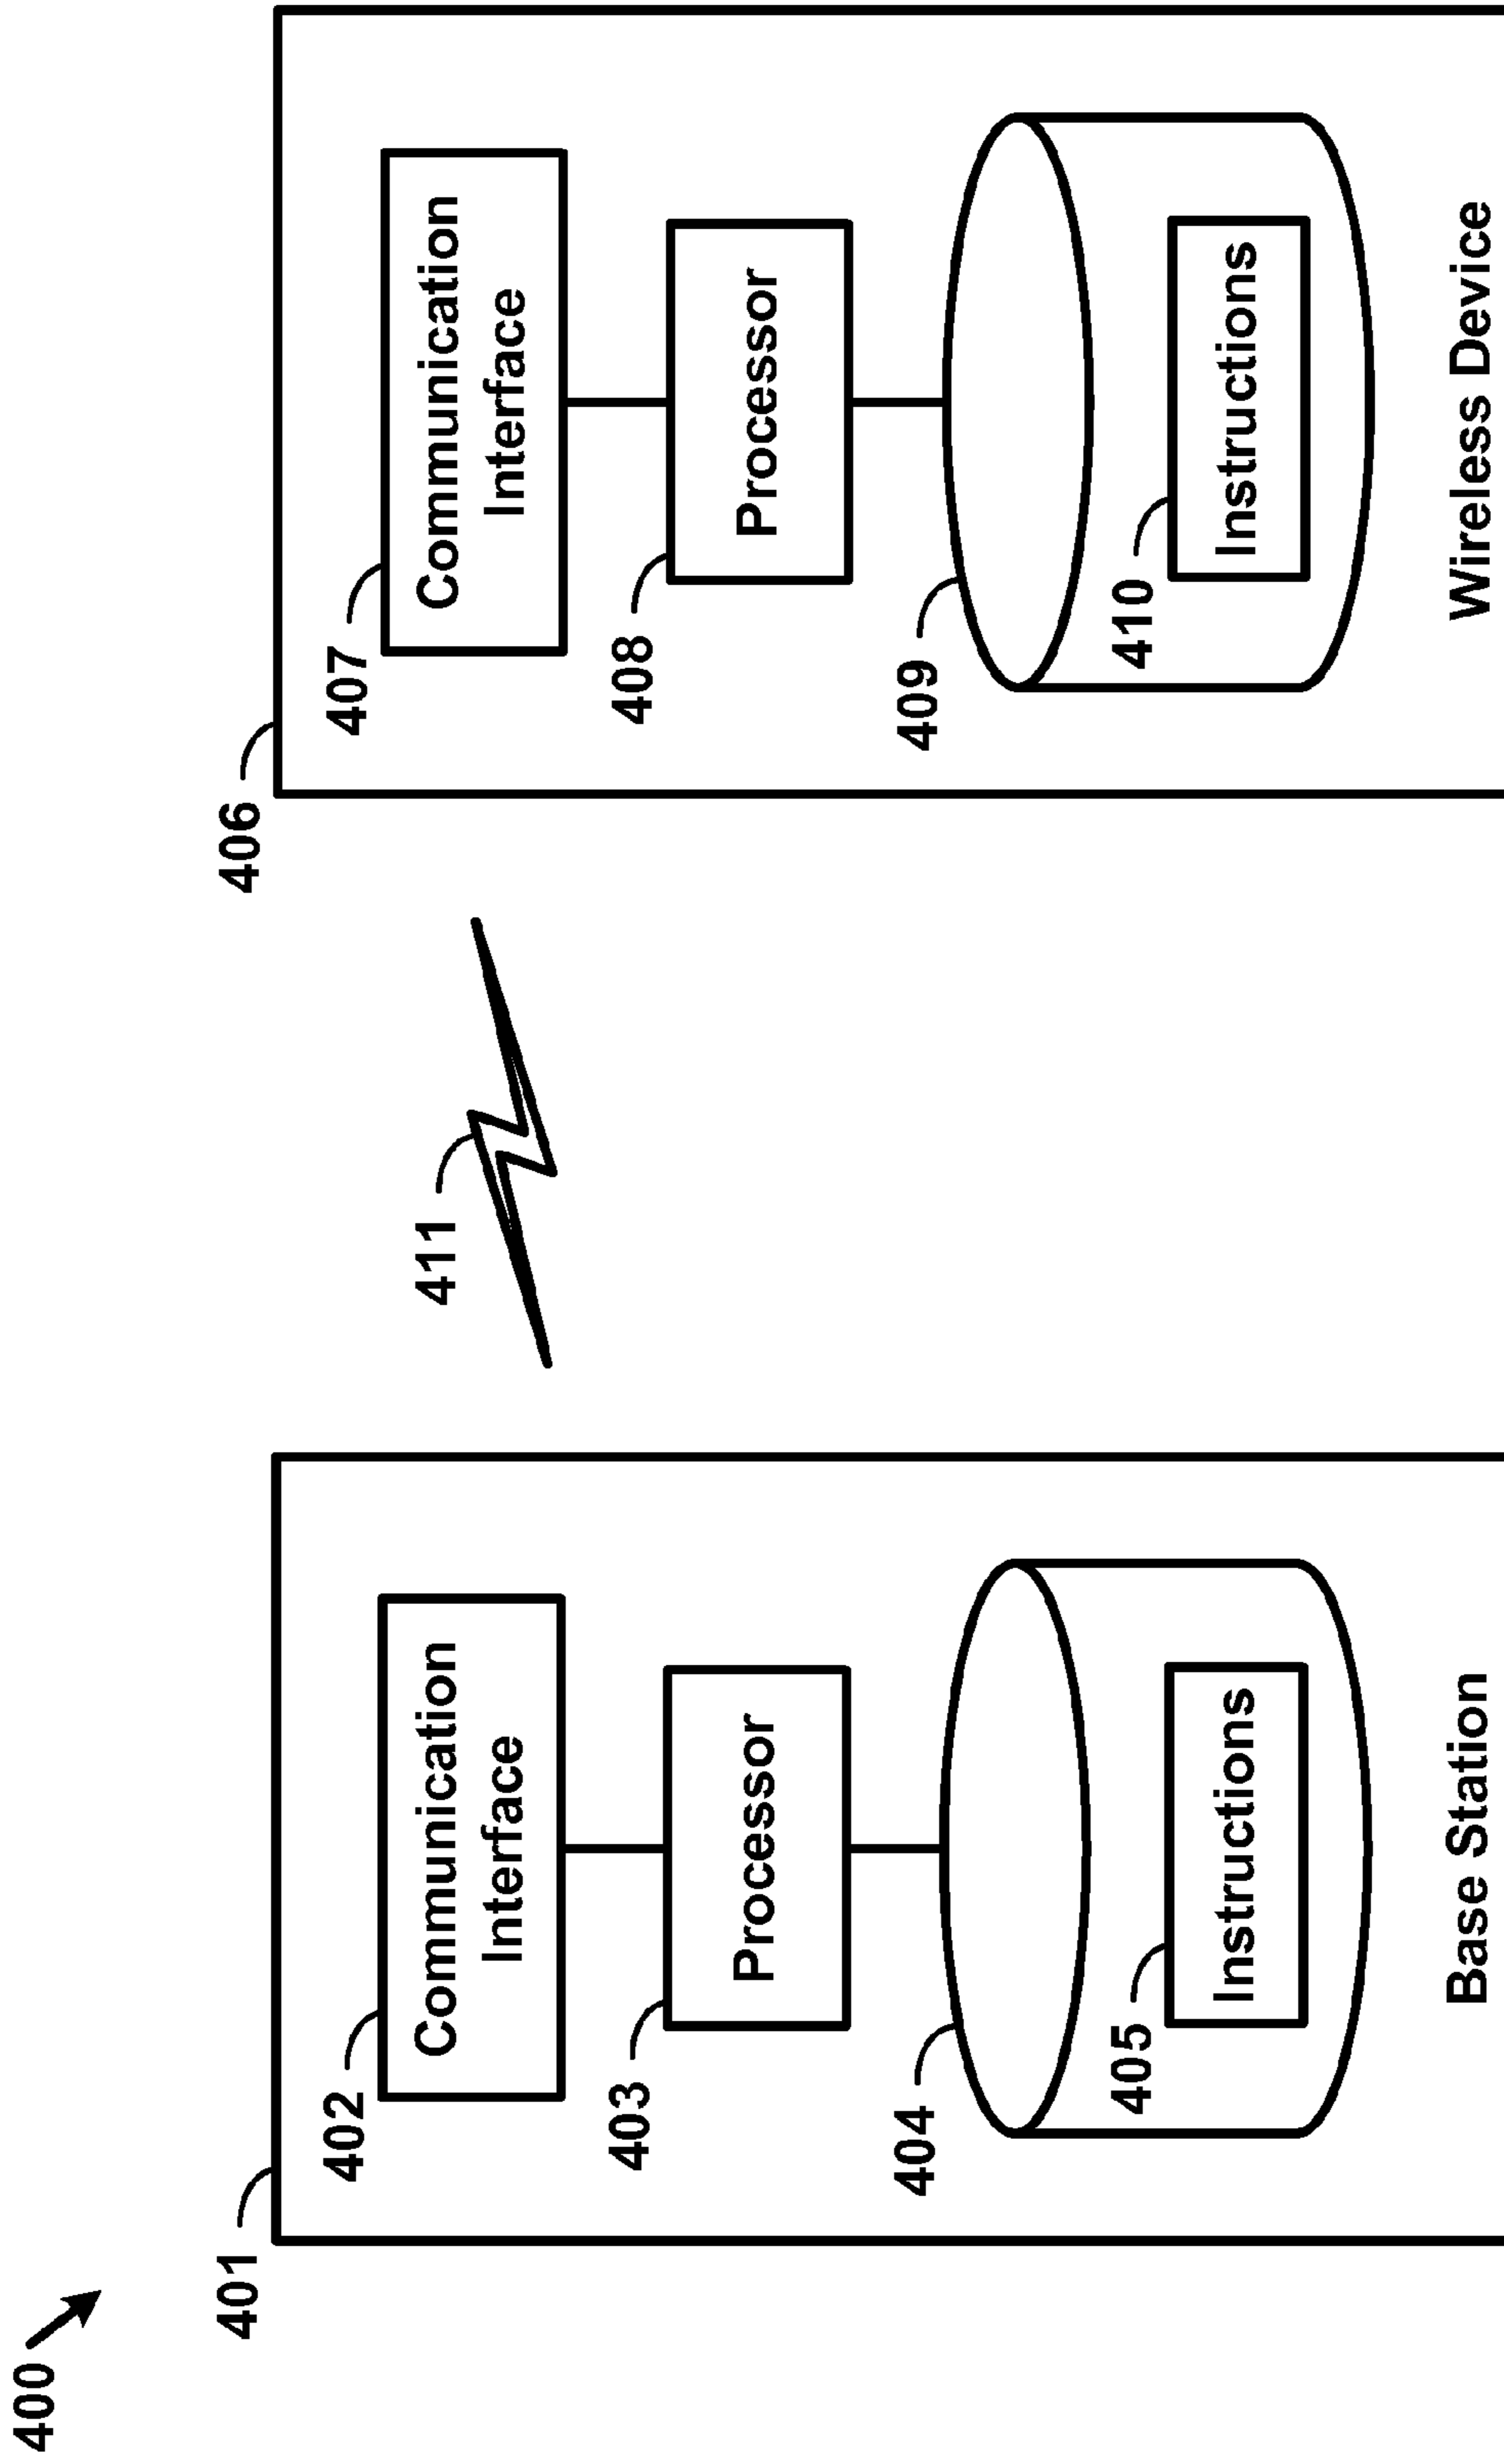 400
401
402
Communication
Interface
403
Processor
404
405
Instructions
Base Station
411
406
407
Communication
Interface
408
Processor
409
410
Instructions
Wireless Device